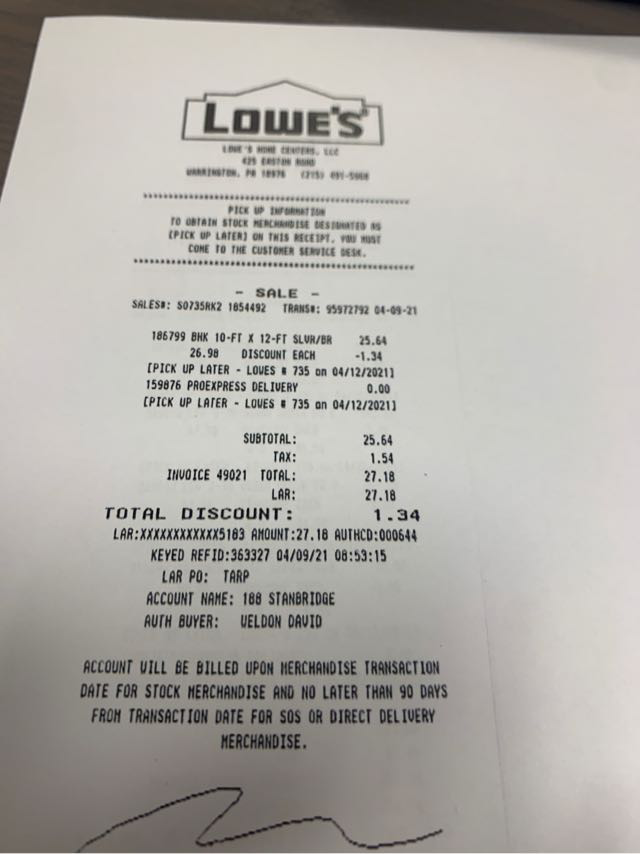 LOWE'S
LOWE'S HOME CENTERS, LLC
425 EASTON ROAD
WARRINGTON, PA 18976 (215)
PICK UP INFORMATION
TO OBTAIN STOCK MERCHANDISE DESIGNATED AS
[PICK UP LATER] ON THIS RECEIPT, YOU MUST
COME TO THE CUSTOMER SERVICE DESK.
- SALE -
SALES#: S0735RK2 1654492 TRANS#: 95972792 04-09-21
186799 BHK 10-FT X 12-FT SLVR/BR 25.64
26.98 DISCOUNT EACH -1.34
[PICK UP LATER - LOWES # 735 on 04/12/2021]
159876 PROEXPRESS DELIVERY 0.00
[PICK UP LATER - LOWES # 735 on 04/12/2021]
SUBTOTAL: 25.64
TAX: 1.54
INVOICE 49021 TOTAL: 27.18
LAR: 27.18
TOTAL DISCOUNT: 1.34
LAR:XXXXXXXXXXXX5183 AMOUNT:27.18 AUTHCD:000644
KEYED REFID:363327 04/09/21 08:53:15
LAR PO: TARP
ACCOUNT NAME: 188 STANBRIDGE
AUTH BUYER: WELDON DAVID
ACCOUNT WILL BE BILLED UPON MERCHANDISE TRANSACTION
DATE FOR STOCK MERCHANDISE AND NO LATER THAN 90 DAYS
FROM TRANSACTION DATE FOR SOS OR DIRECT DELIVERY
MERCHANDISE.